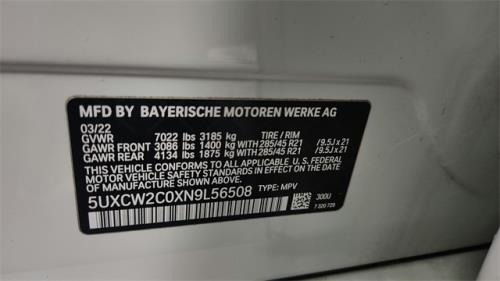 MFD BY BAYERISCHE MOTOREN WERKE AG
03/22 TIRE / RIM
GVWR 7022 lbs 3185 kg
GAWR FRONT 3086 lbs 1400 kg WITH 285/45 R21 /9.5J x 21
GAWR REAR 4134 lbs 1875 kg WITH 285/45 R21 /9.5J x 21
THIS VEHICLE CONFORMS TO ALL APPLICABLE U.S. FEDERAL
MOTOR VEHICLE SAFETY STANDARDS IN EFFECT ON THE DATE
OF MANUFACTURE SHOWN ABOVE.
5UXCW2C0XN9L56508 TYPE: MPV
300U
7 020 729